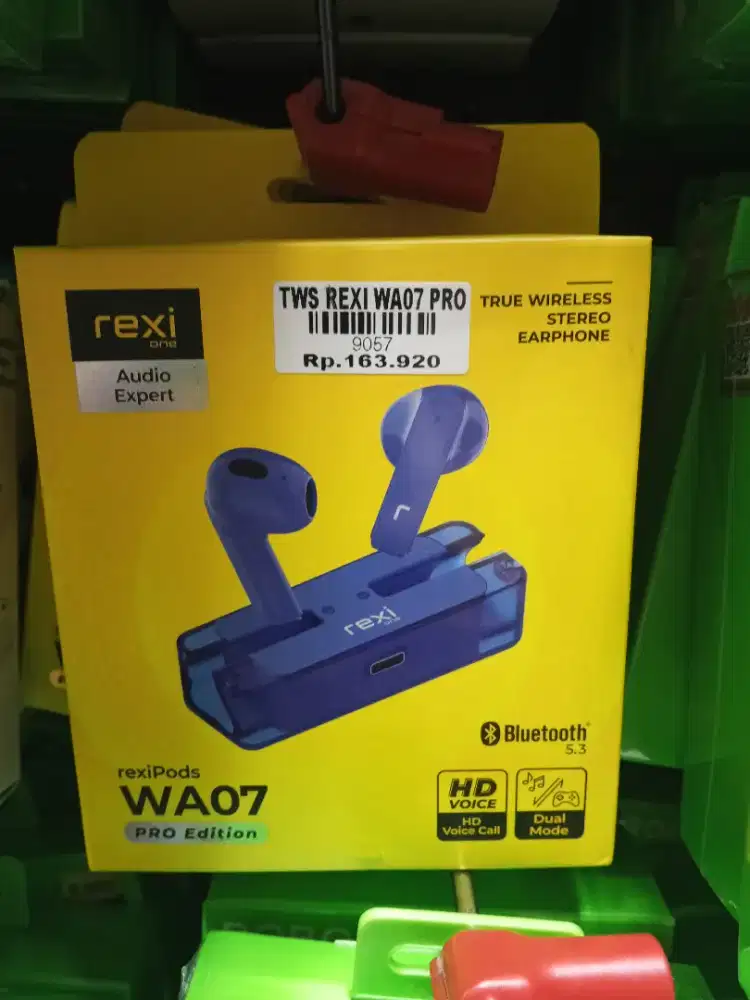 rexi
one
Audio
Expert
TWS REXI WA07 PRO
9057
Rp.163.920
TRUE WIRELESS
STEREO
EARPHONE
r
rexi
one
Bluetooth
5.3
rexiPods
WA07
PRO Edition
HD
VOICE
HD
Voice Call
Dual
Mode